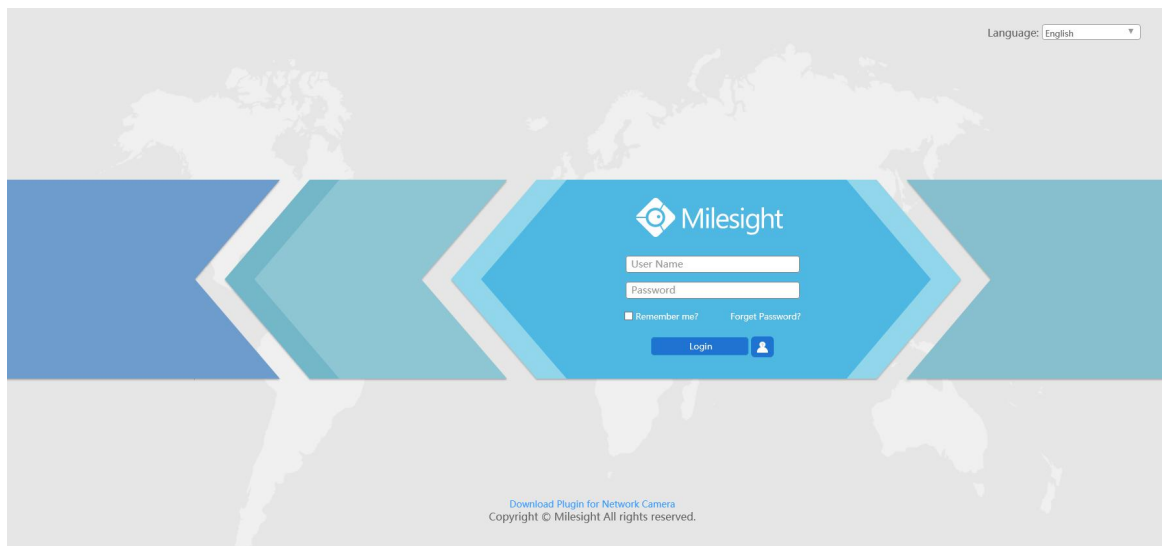 Language: English
Milesight
User Name
Password
Remember me? Forget Password?
Login
Download Plugin for Network Camera
Copyright © Milesight All rights reserved.